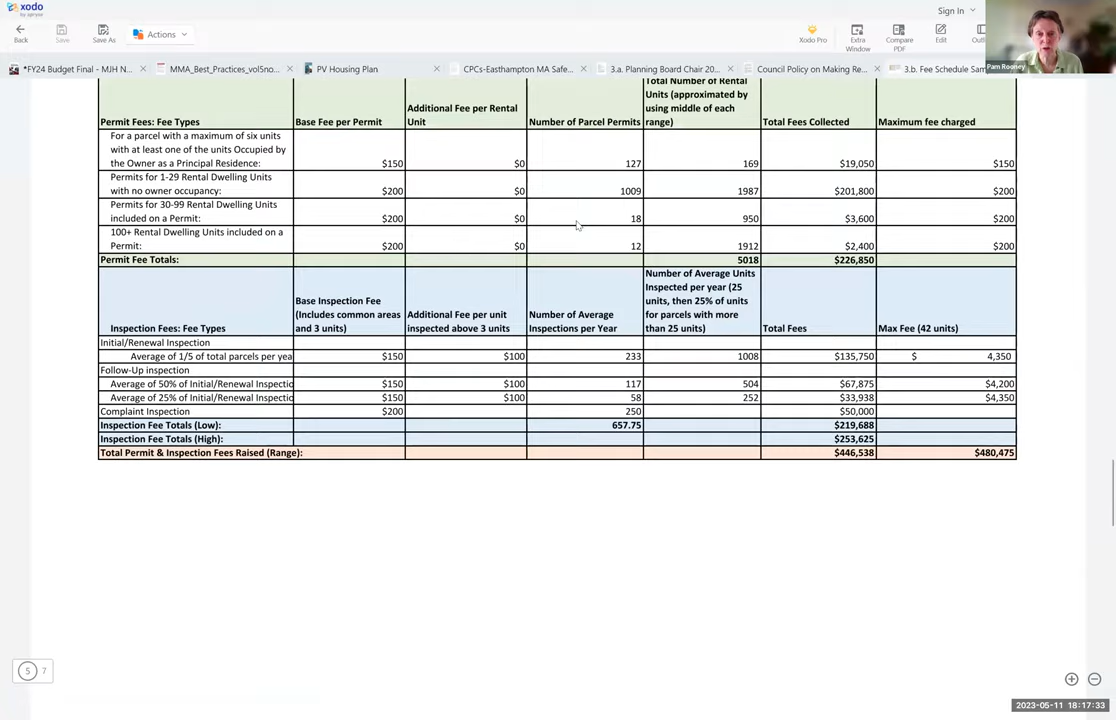 xodo
by apryse
Sign In
Back
Save
Save As
Actions
Xodo Pro
Extra Window
Compare PDF
Edit
Pam Rooney
*FY24 Budget Final - MJH N...
MMA_Best_Practices_vol5no...
PV Housing Plan
CPCs-Easthampton MA Safe...
3.a. Planning Board Chair 20...
Council Policy on Making Re...
3.b. Fee Schedule Sam
Permit Fees: Fee Types
Base Fee per Permit
Additional Fee per Rental Unit
Number of Parcel Permits
Total Number of Rental
Units (approximated by
using middle of each
range)
Total Fees Collected
Maximum fee charged
For a parcel with a maximum of six units
with at least one of the units Occupied by
the Owner as a Principal Residence: $150 $0 127 169 $19,050 $150
Permits for 1-29 Rental Dwelling Units
with no owner occupancy: $200 $0 1009 1987 $201,800 $200
Permits for 30-99 Rental Dwelling Units
included on a Permit: $200 $0 18 950 $3,600 $200
100+ Rental Dwelling Units included on a
Permit: $200 $0 12 1912 $2,400 $200
Permit Fee Totals: 5018 $226,850
Inspection Fees: Fee Types
Base Inspection Fee
(Includes common areas
and 3 units)
Additional Fee per unit
inspected above 3 units
Number of Average
Inspections per Year
Number of Average Units
Inspected per year (25
units, then 25% of units
for parcels with more
than 25 units)
Total Fees
Max Fee (42 units)
Initial/Renewal Inspection
Average of 1/5 of total parcels per yea $150 $100 233 1008 $135,750 $ 4,350
Follow-Up inspection
Average of 50% of Initial/Renewal Inspectio $150 $100 117 504 $67,875 $4,200
Average of 25% of Initial/Renewal Inspectio $150 $100 58 252 $33,938 $4,350
Complaint Inspection $200 250 $50,000
Inspection Fee Totals (Low): 657.75 $219,688
Inspection Fee Totals (High): $253,625
Total Permit & Inspection Fees Raised (Range): $446,538 $480,475
5 7
2023-05-11 18:17:33